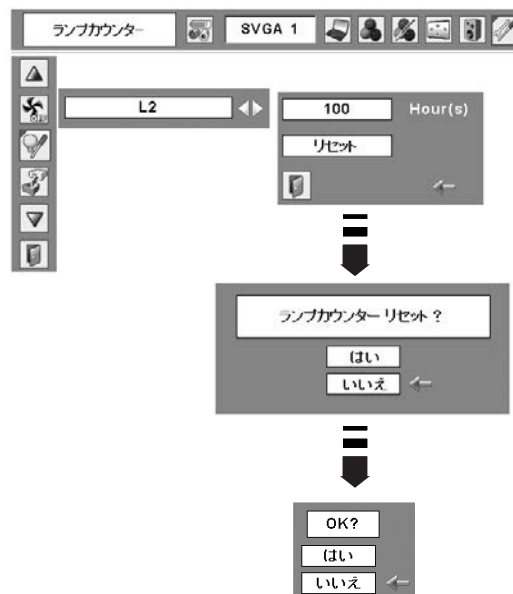 ランプカウンター
SVGA 1
L2
100 Hour(s)
リセット
ランプカウンター リセット ?
はい
いいえ
OK?
はい
いいえ